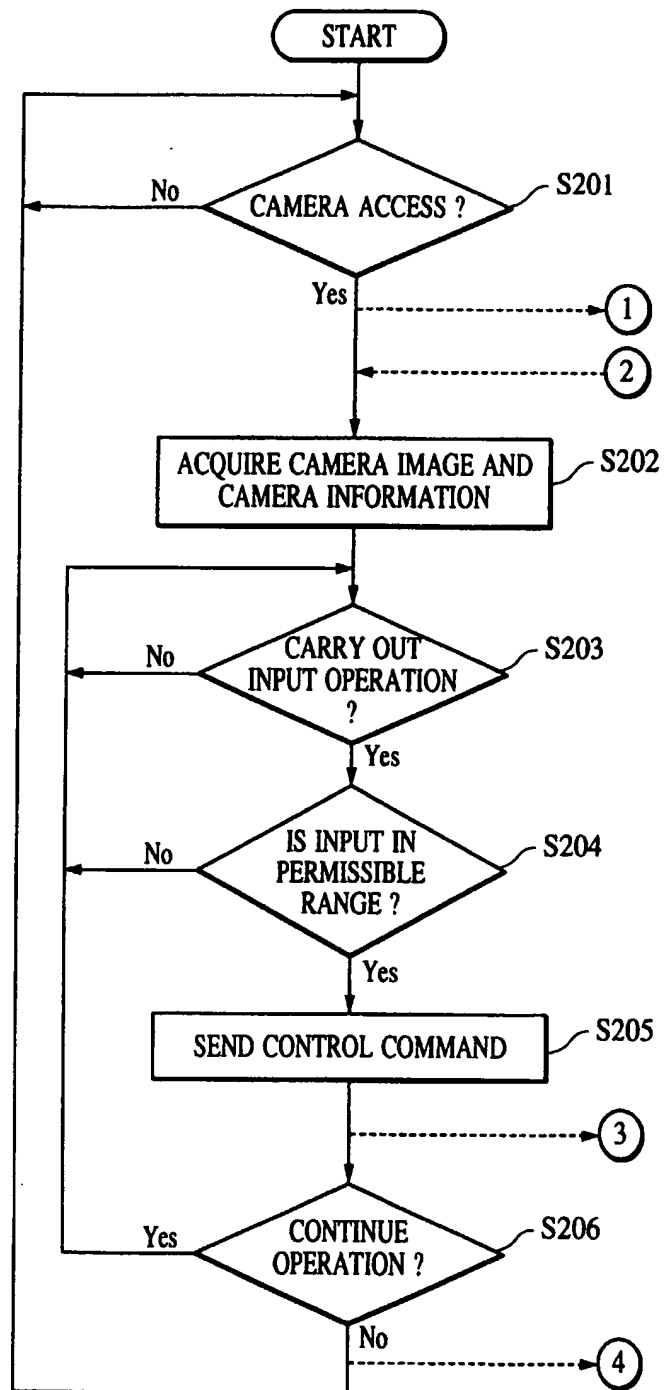 START
No
CAMERA ACCESS ?
S201
Yes
1
2
ACQUIRE CAMERA IMAGE AND
CAMERA INFORMATION
S202
No
CARRY OUT
INPUT OPERATION
?
S203
Yes
No
IS INPUT IN
PERMISSIBLE
RANGE ?
S204
Yes
SEND CONTROL COMMAND
S205
3
Yes
CONTINUE
OPERATION ?
S206
No
4